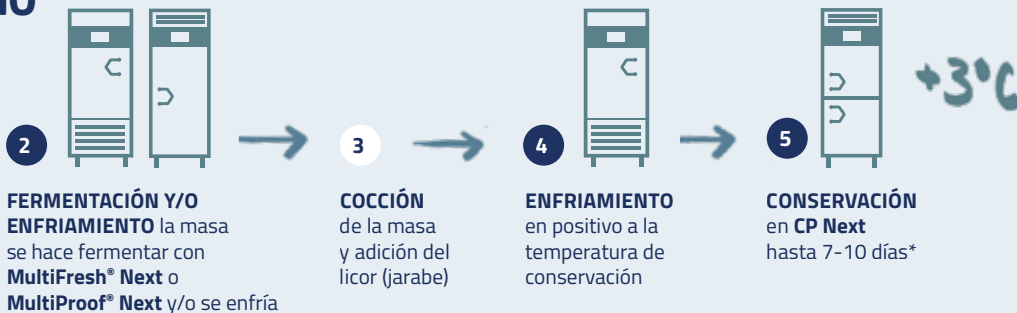 2
FERMENTACIÓN Y/O
ENFRIAMIENTO la masa
se hace fermentar con
MultiFresh® Next o
MultiProof® Next y/o se enfría
3
COCCIÓN
de la masa
y adición del
licor (jarabe)
4
ENFRIAMIENTO
en positivo a la
temperatura de
conservación
5
+3°C
CONSERVACIÓN
en CP Next
hasta 7-10 días*